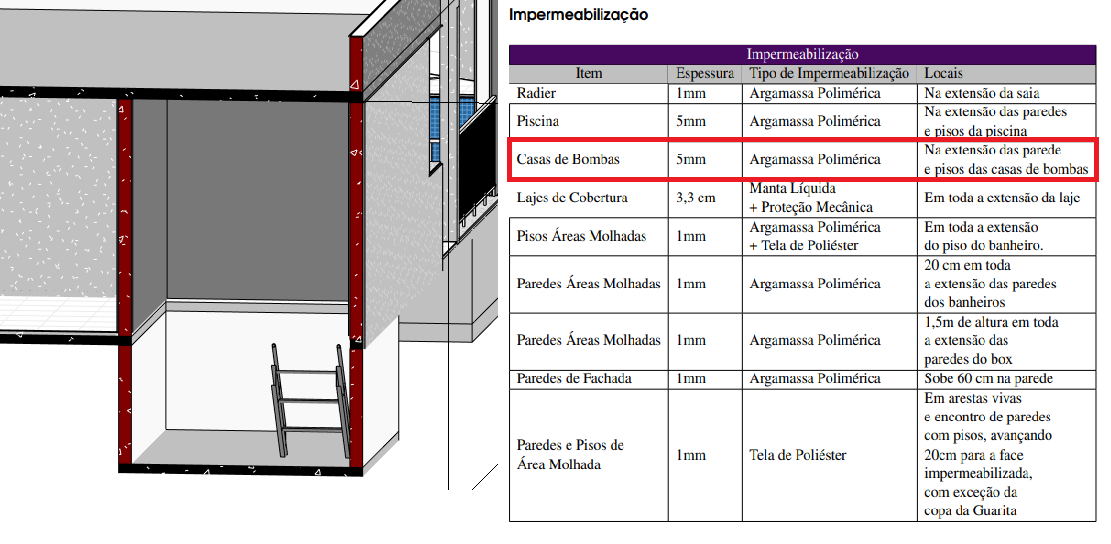 Impermeabilização
Impermeabilização
Item Espessura Tipo de Impermeabilização Locais
Radier 1mm Argamassa Polimérica Na extensão da saia
Piscina 5mm Argamassa Polimérica Na extensão das paredes
e pisos da piscina
Casas de Bombas 5mm Argamassa Polimérica Na extensão das parede
e pisos das casas de bombas
Lajes de Cobertura 3,3 cm Manta Líquida
+ Proteção Mecânica Em toda a extensão da laje
Pisos Áreas Molhadas 1mm Argamassa Polimérica
+ Tela de Poliéster Em toda a extensão
do piso do banheiro.
Paredes Áreas Molhadas 1mm Argamassa Polimérica 20 cm em toda
a extensão das paredes
dos banheiros
Paredes Áreas Molhadas 1mm Argamassa Polimérica 1,5m de altura em toda
a extensão das
paredes do box
Paredes de Fachada 1mm Argamassa Polimérica Sobe 60 cm na parede
Paredes e Pisos de
Área Molhada 1mm Tela de Poliéster Em arestas vivas
e encontro de paredes
com pisos, avançando
20cm para a face
impermeabilizada,
com exceção da
copa da Guarita